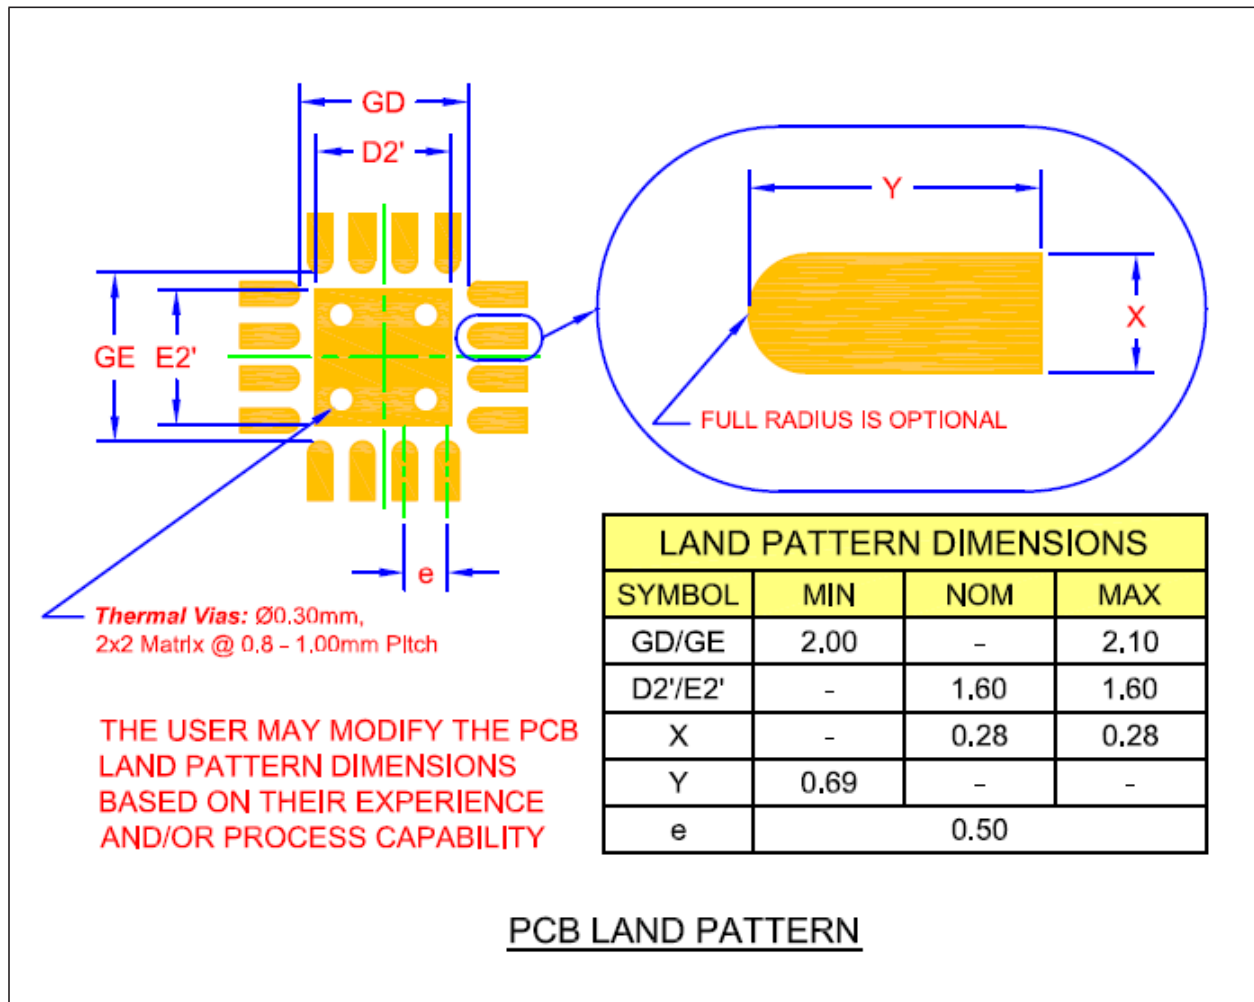 GD
D2'
Y
GE E2'
X
FULL RADIUS IS OPTIONAL
e
Thermal Vias: Ø0.30mm,
2x2 Matrix @ 0.8 - 1.00mm Pitch
THE USER MAY MODIFY THE PCB
LAND PATTERN DIMENSIONS
BASED ON THEIR EXPERIENCE
AND/OR PROCESS CAPABILITY
LAND PATTERN DIMENSIONS
SYMBOL MIN NOM MAX
GD/GE 2.00 - 2.10
D2'/E2' - 1.60 1.60
X - 0.28 0.28
Y 0.69 - -
e 0.50
PCB LAND PATTERN